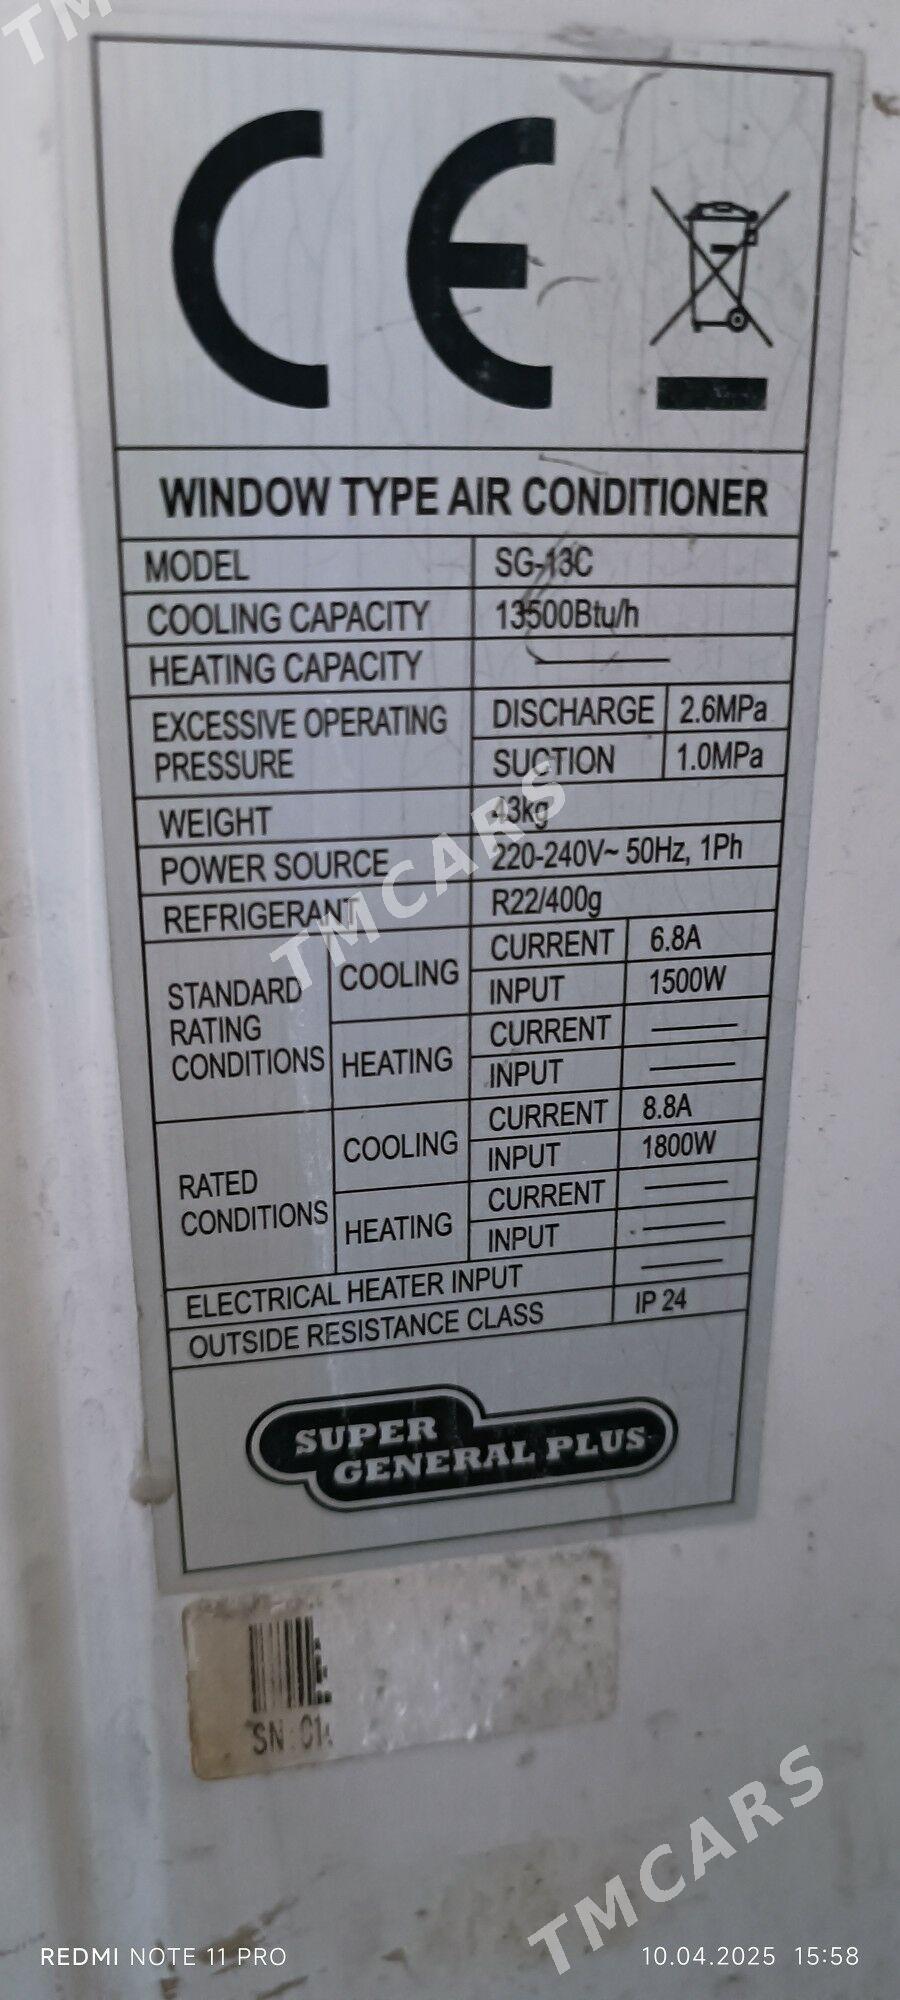 TM
CE
WINDOW TYPE AIR CONDITIONER
MODEL SG-13C
COOLING CAPACITY 13500Btu/h
HEATING CAPACITY ———
EXCESSIVE OPERATING PRESSURE DISCHARGE 2.6MPa
SUCTION 1.0MPa
WEIGHT 43kg
POWER SOURCE 220-240V~ 50Hz, 1Ph
REFRIGERANT R22/400g
STANDARD RATING CONDITIONS COOLING CURRENT 6.8A
INPUT 1500W
HEATING CURRENT ———
INPUT ———
RATED CONDITIONS COOLING CURRENT 8.8A
INPUT 1800W
HEATING CURRENT ———
INPUT ———
ELECTRICAL HEATER INPUT ———
OUTSIDE RESISTANCE CLASS IP 24
SUPER
GENERAL PLUS
SN:
TMCARS
TMCARS
REDMI NOTE 11 PRO 10.04.2025 15:58